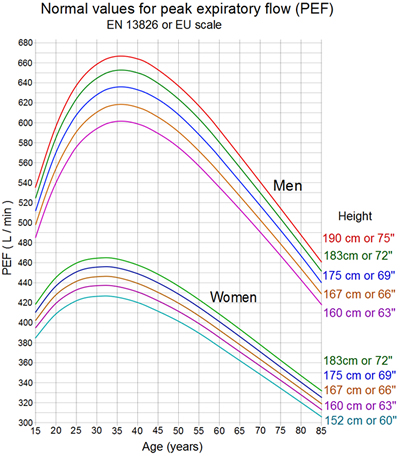 Normal values for peak expiratory flow (PEF)
EN 13826 or EU scale
PEF (L / min )
680
660
640
620
600
580
560
540
520
500
480
460
440
420
400
380
360
340
320
300
Men
Women
Height
190 cm or 75"
183cm or 72"
175 cm or 69"
167 cm or 66"
160 cm or 63"
183cm or 72"
175 cm or 69"
167 cm or 66"
160 cm or 63"
152 cm or 60"
15 20 25 30 35 40 45 50 55 60 65 70 75 80 85
Age (years)